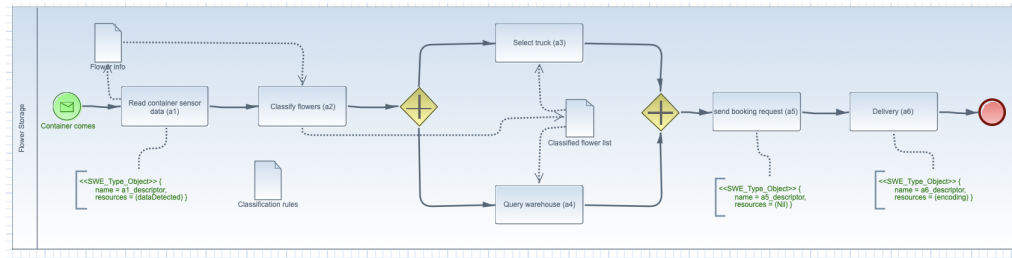 Flower Storage
Flower info
Container comes
Read container sensor
data (a1)
Classify flowers (a2)
Select truck (a3)
Classified flower list
Query warehouse (a4)
send booking request (a5)
Delivery (a6)
Classification rules
<<SWE_Type_Object>> {
name = a1_descriptor,
resources = (dataDetected) }
<<SWE_Type_Object>> {
name = a5_descriptor,
resources = (Nil) }
<<SWE_Type_Object>> {
name = a6_descriptor,
resources = (encoding) }